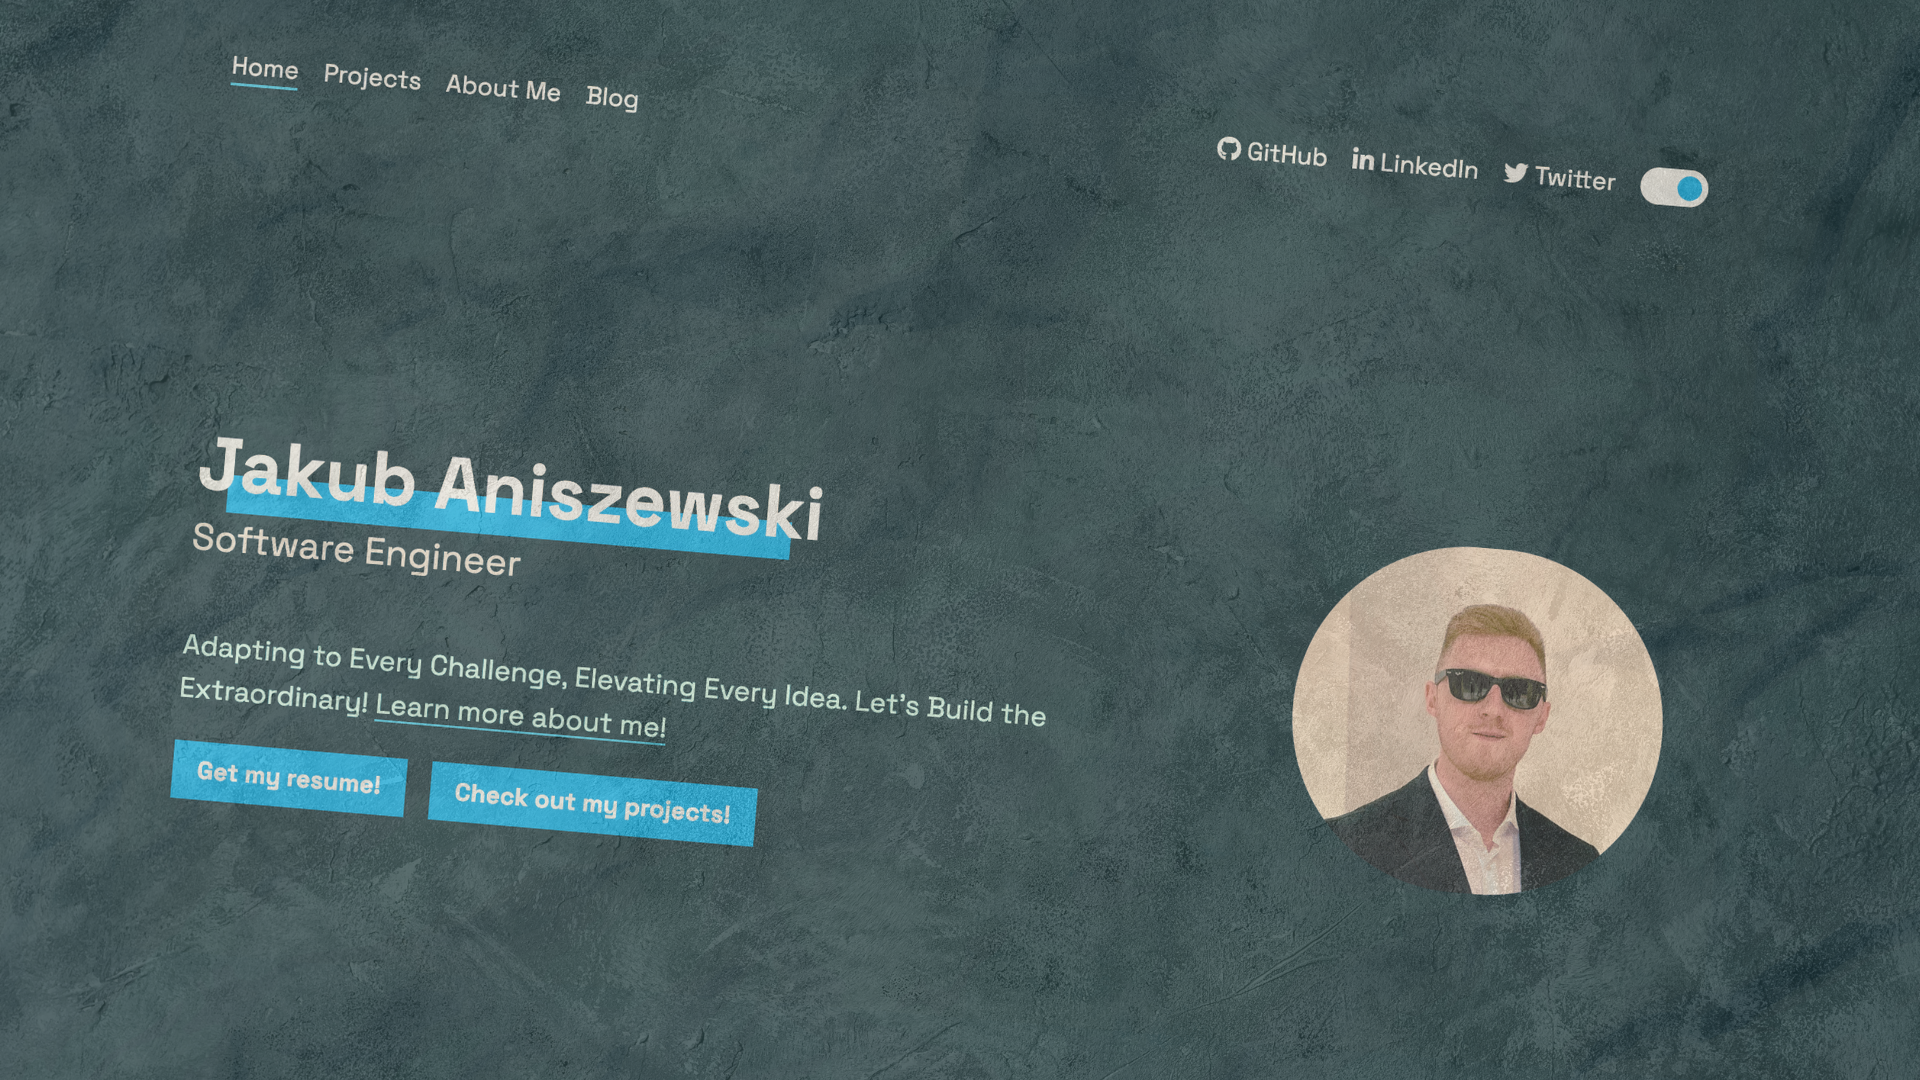 Home Projects About Me Blog
GitHub LinkedIn Twitter
Jakub Aniszewski
Software Engineer
Adapting to Every Challenge, Elevating Every Idea. Let's Build the
Extraordinary! Learn more about me!
Get my resume! Check out my projects!